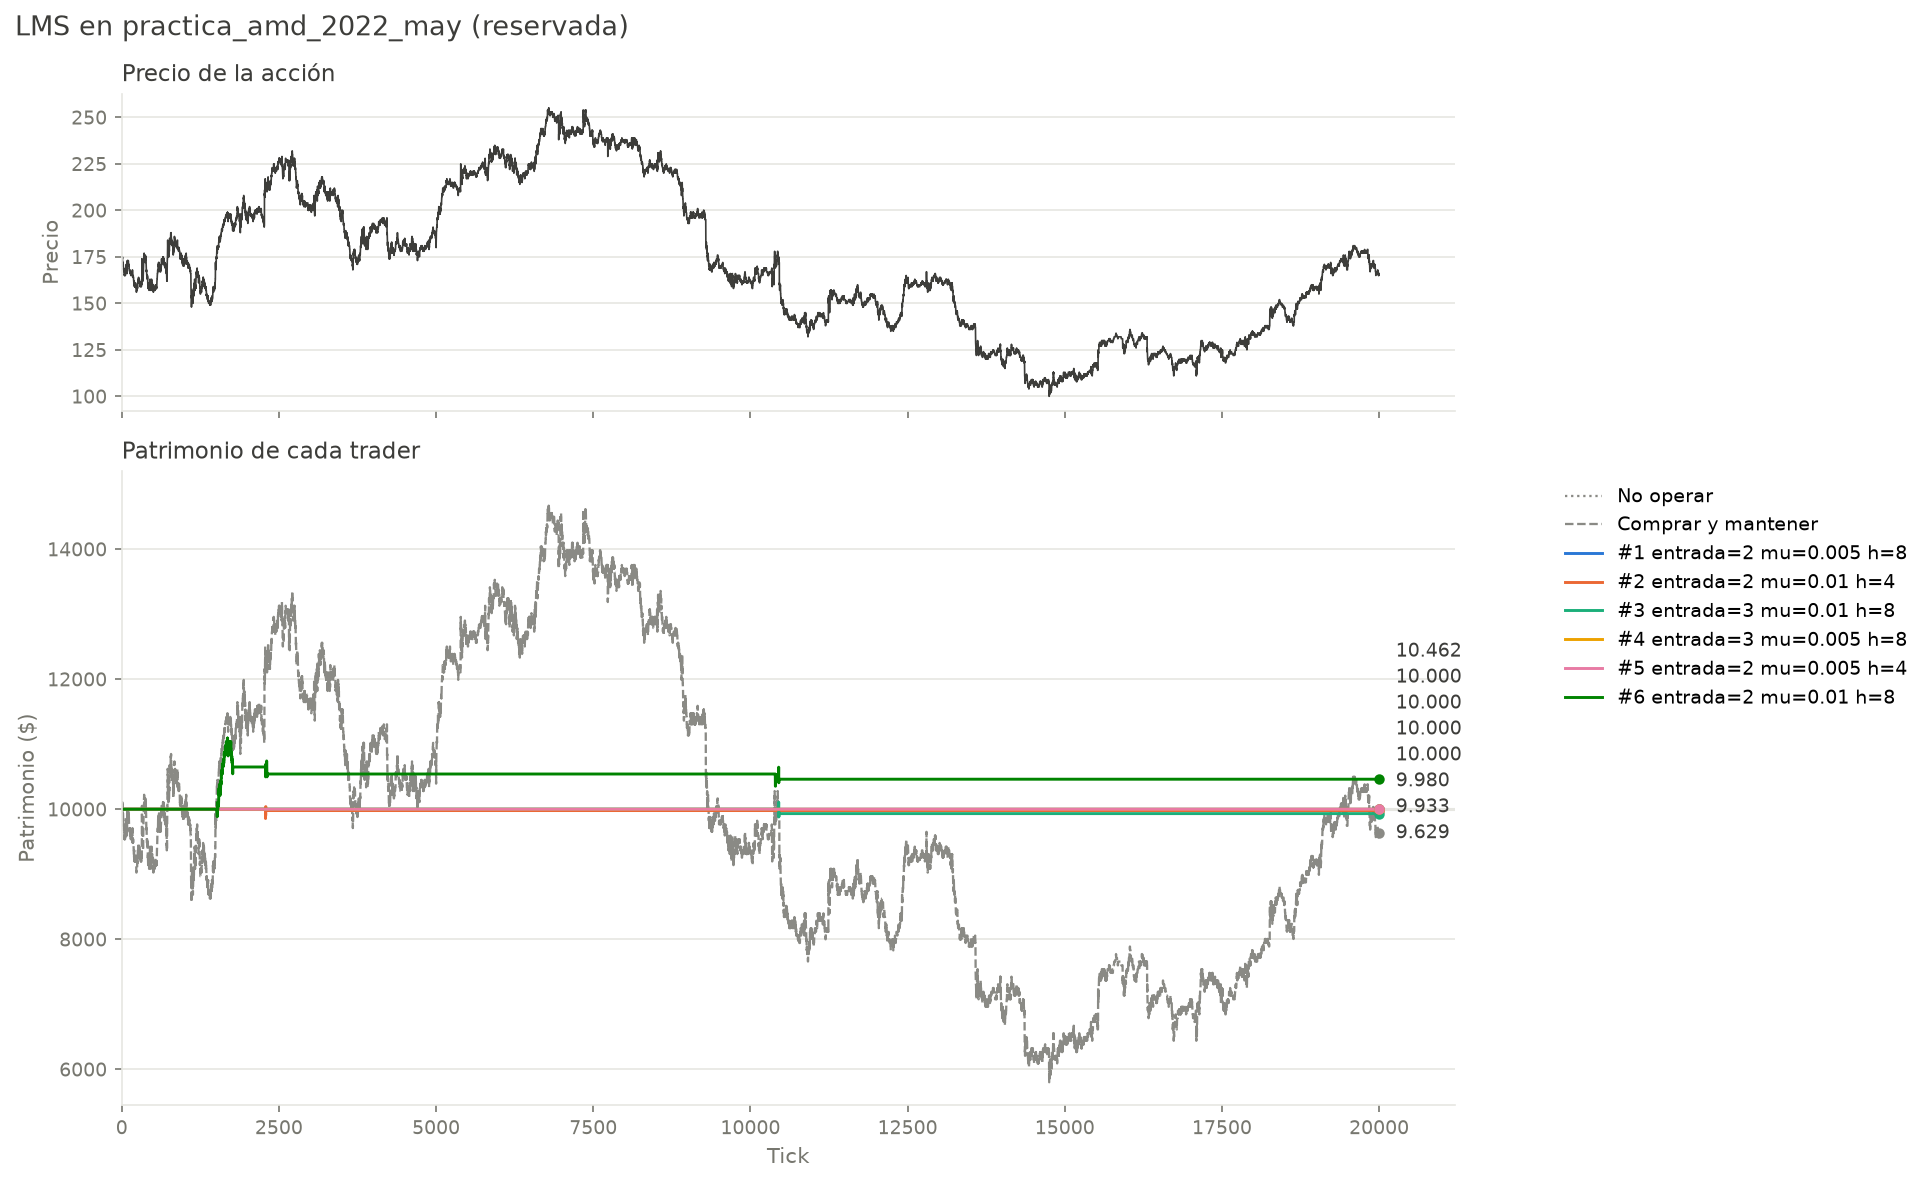 LMS en practica_amd_2022_may (reservada)
Precio de la acción
250
225
200
175
150
125
100
Precio
Patrimonio de cada trader
14000
12000
10000
8000
6000
Patrimonio ($)
0
2500
5000
7500
10000
12500
15000
17500
20000
Tick
10.462
10.000
10.000
10.000
10.000
9.980
9.933
9.629
No operar
Comprar y mantener
#1 entrada=2 mu=0.005 h=8
#2 entrada=2 mu=0.01 h=4
#3 entrada=3 mu=0.01 h=8
#4 entrada=3 mu=0.005 h=8
#5 entrada=2 mu=0.005 h=4
#6 entrada=2 mu=0.01 h=8